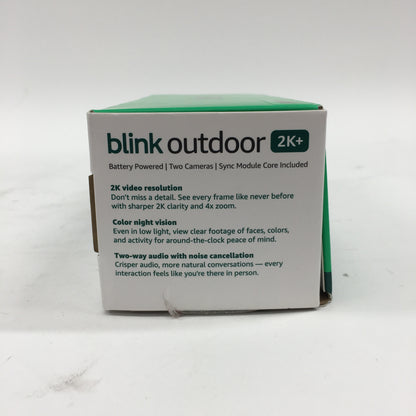 blink outdoor 2K+
Battery Powered | Two Cameras | Sync Module Core Included
2K video resolution
Don't miss a detail. See every frame like never before
with sharper 2K clarity and 4x zoom.
Color night vision
Even in low light, view clear footage of faces, colors,
and activity for around-the-clock peace of mind.
Two-way audio with noise cancellation
Crisper audio, more natural conversations — every
interaction feels like you're there in person.